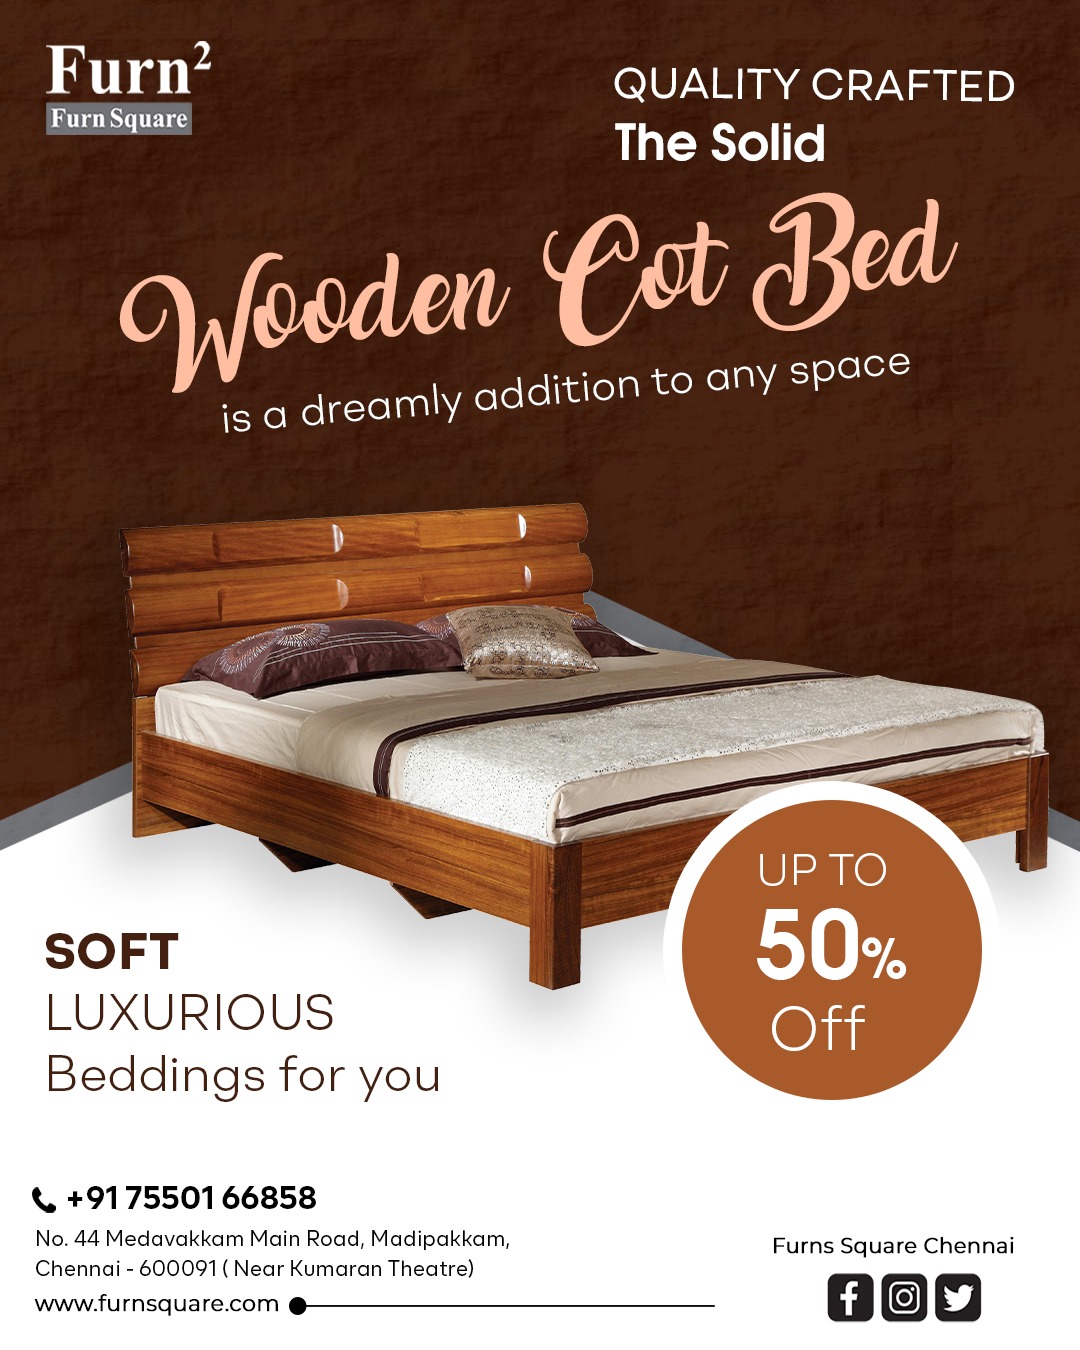 Furn²
Furn Square
QUALITY CRAFTED
The Solid
Wooden Cot Bed
is a dreamly addition to any space
UP TO
50%
Off
SOFT
LUXURIOUS
Beddings for you
+91 75501 66858
No. 44 Medavakkam Main Road, Madipakkam,
Chennai - 600091 ( Near Kumaran Theatre)
www.furnsquare.com
Furns Square Chennai